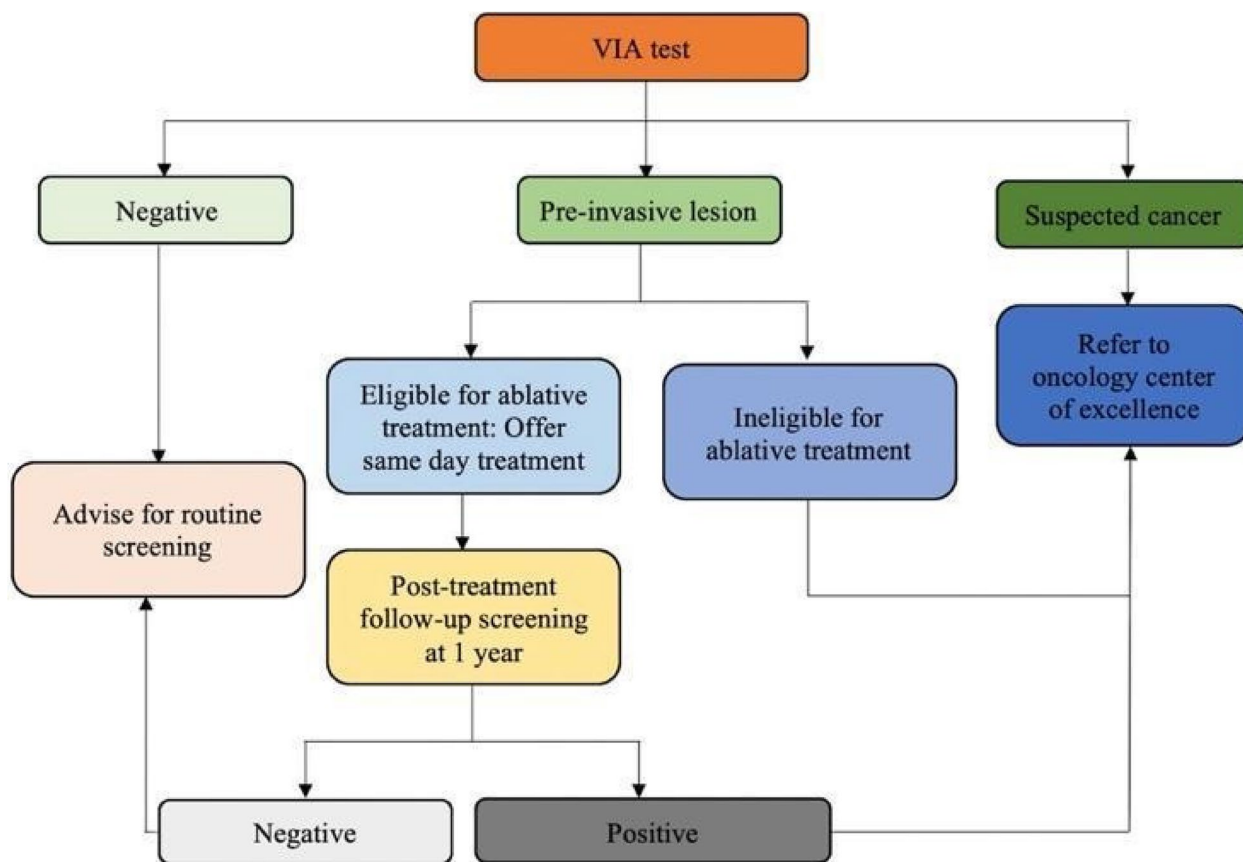 VIA test
Negative
Pre-invasive lesion
Suspected cancer
Eligible for ablative
treatment: Offer
same day treatment
Ineligible for
ablative treatment
Refer to
oncology center
of excellence
Advise for routine
screening
Post-treatment
follow-up screening
at 1 year
Negative
Positive